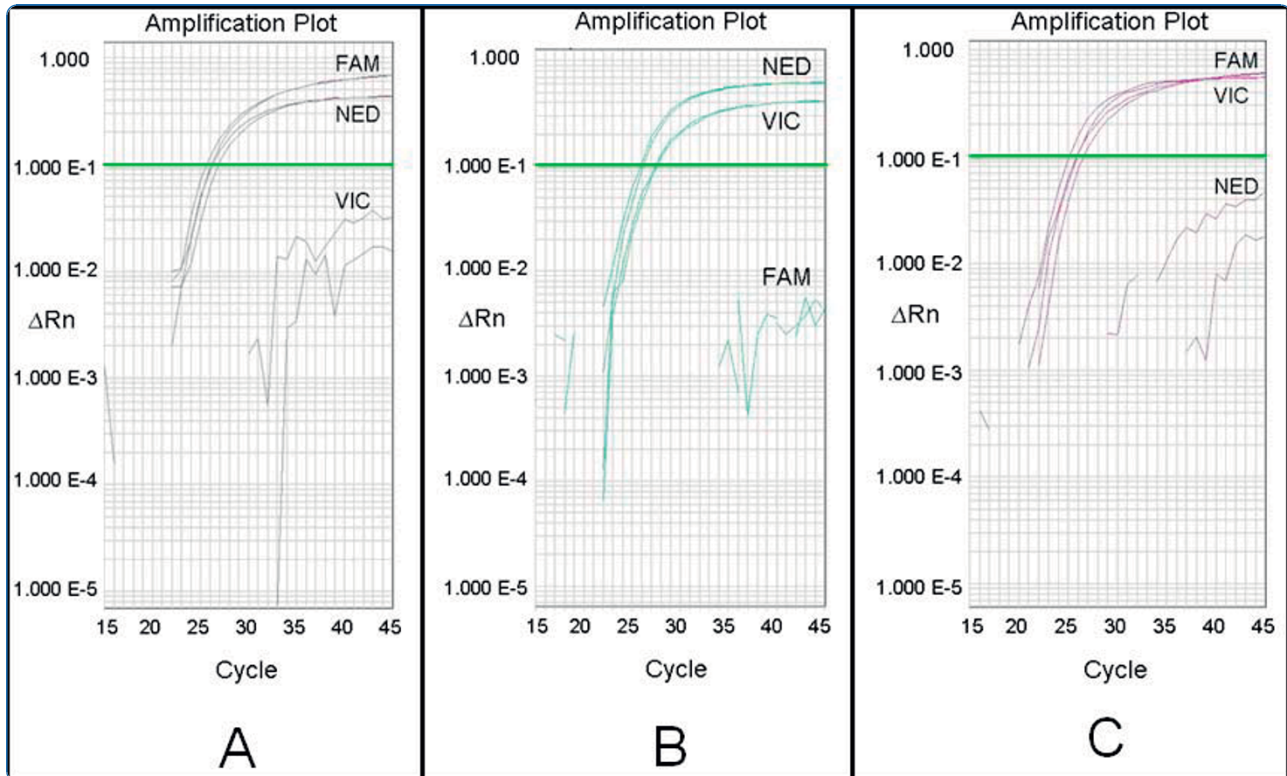 Amplification Plot
1.000
FAM
NED
1.000 E-1
VIC
1.000 E-2
ΔRn
1.000 E-3
1.000 E-4
1.000 E-5
15 20 25 30 35 40 45
Cycle
A
Amplification Plot
1.000
NED
VIC
1.000 E-1
1.000 E-2
FAM
ΔRn
1.000 E-3
1.000 E-4
1.000 E-5
15 20 25 30 35 40 45
Cycle
B
Amplification Plot
1.000
FAM
VIC
1.000 E-1
NED
1.000 E-2
ΔRn
1.000 E-3
1.000 E-4
1.000 E-5
15 20 25 30 35 40 45
Cycle
C